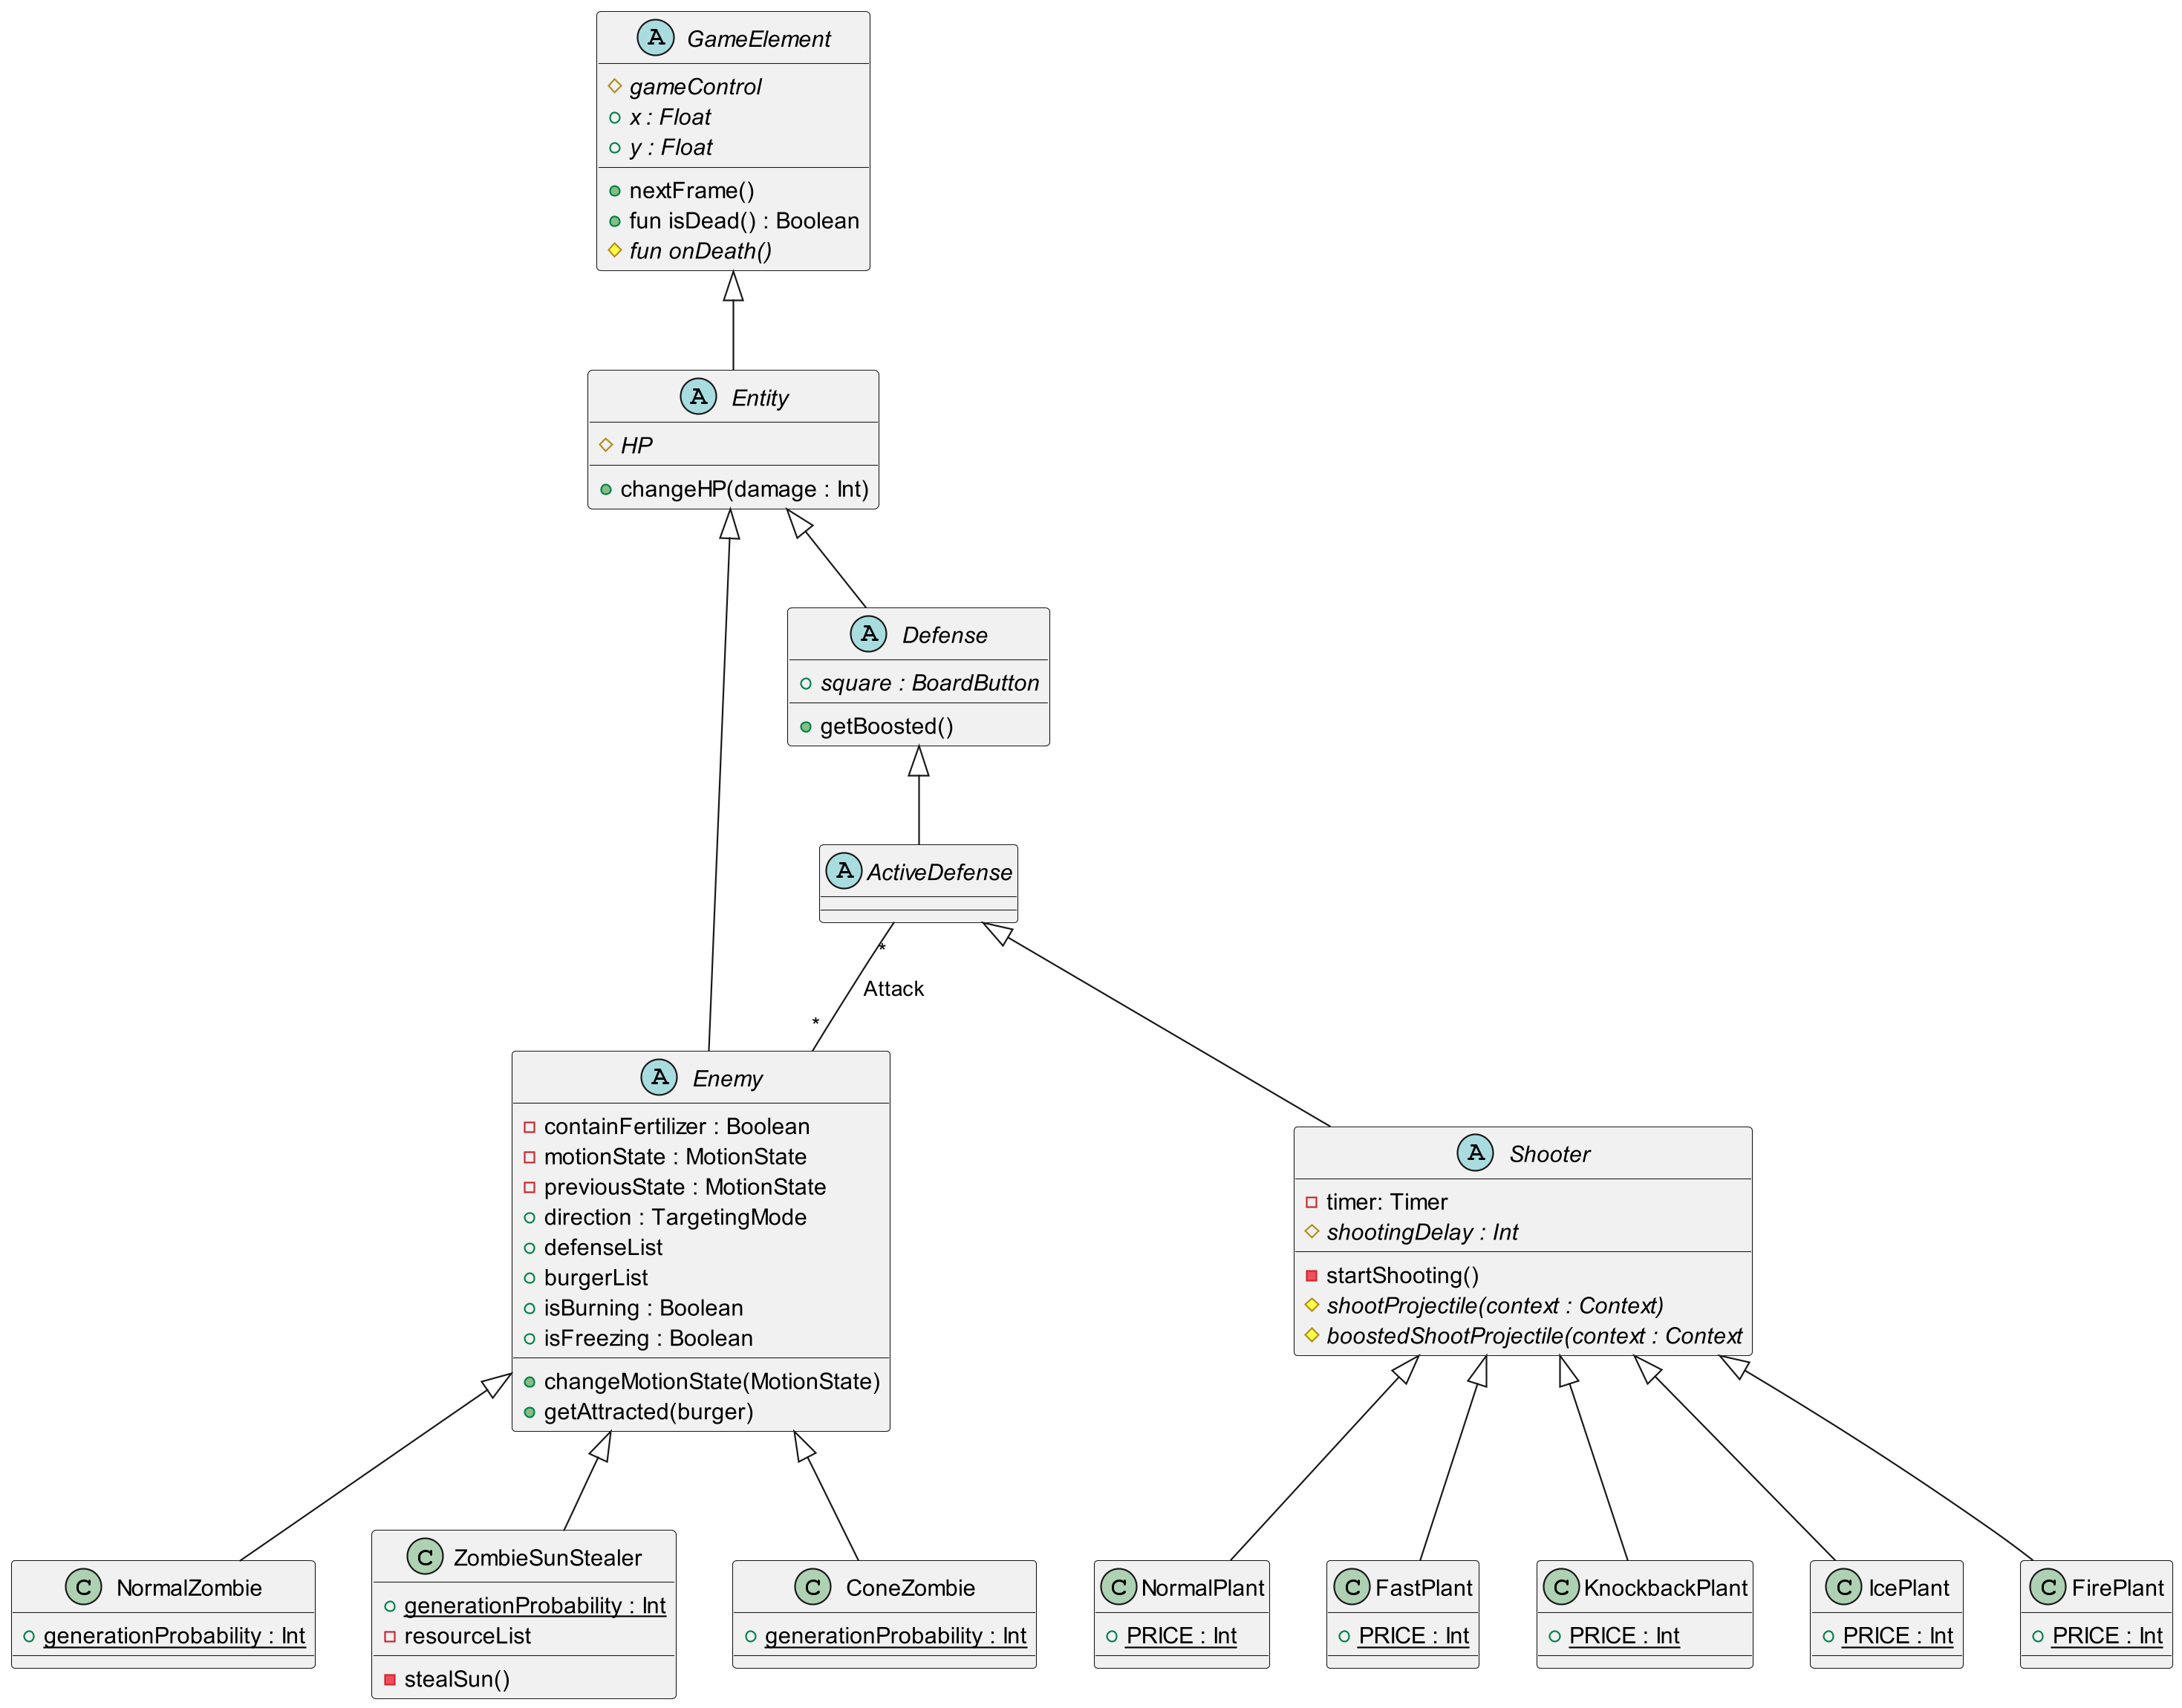 A GameElement
gameControl
x : Float
y : Float
nextFrame()
fun isDead() : Boolean
fun onDeath()
A Entity
HP
changeHP(damage : Int)
A Defense
square : BoardButton
getBoosted()
A ActiveDefense
*
Attack
*
A Enemy
containFertilizer : Boolean
motionState : MotionState
previousState : MotionState
direction : TargetingMode
defenseList
burgerList
isBurning : Boolean
isFreezing : Boolean
changeMotionState(MotionState)
getAttracted(burger)
A Shooter
timer: Timer
shootingDelay : Int
startShooting()
shootProjectile(context : Context)
boostedShootProjectile(context : Context
C NormalZombie
generationProbability : Int
C ZombieSunStealer
generationProbability : Int
resourceList
stealSun()
C ConeZombie
generationProbability : Int
C NormalPlant
PRICE : Int
C FastPlant
PRICE : Int
C KnockbackPlant
PRICE : Int
C IcePlant
PRICE : Int
C FirePlant
PRICE : Int